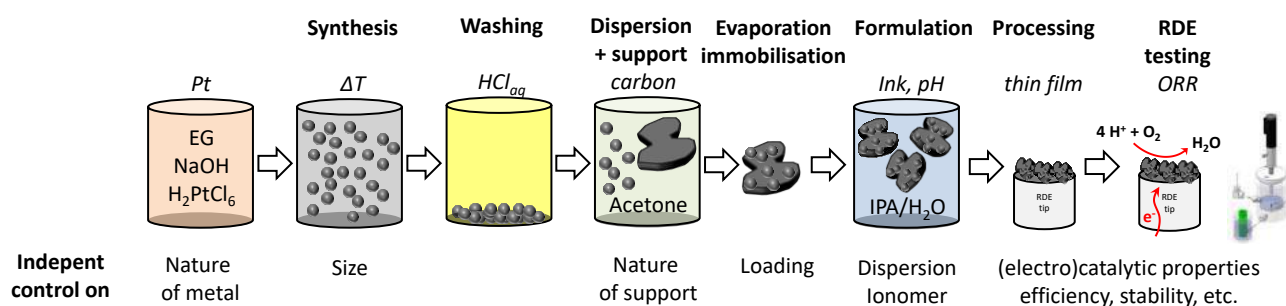 Synthesis
Washing
Dispersion
+ support
Evaporation
immobilisation
Formulation
Processing
RDE
testing
Pt
ΔT
HClaq
carbon
Ink, pH
thin film
ORR
EG
NaOH
H2PtCl6
Acetone
IPA/H2O
RDE
tip
4 H+ + O2
H2O
RDE
tip
e-
Indepent
control on
Nature
of metal
Size
Nature
of support
Loading
Dispersion
Ionomer
(electro)catalytic properties
efficiency, stability, etc.